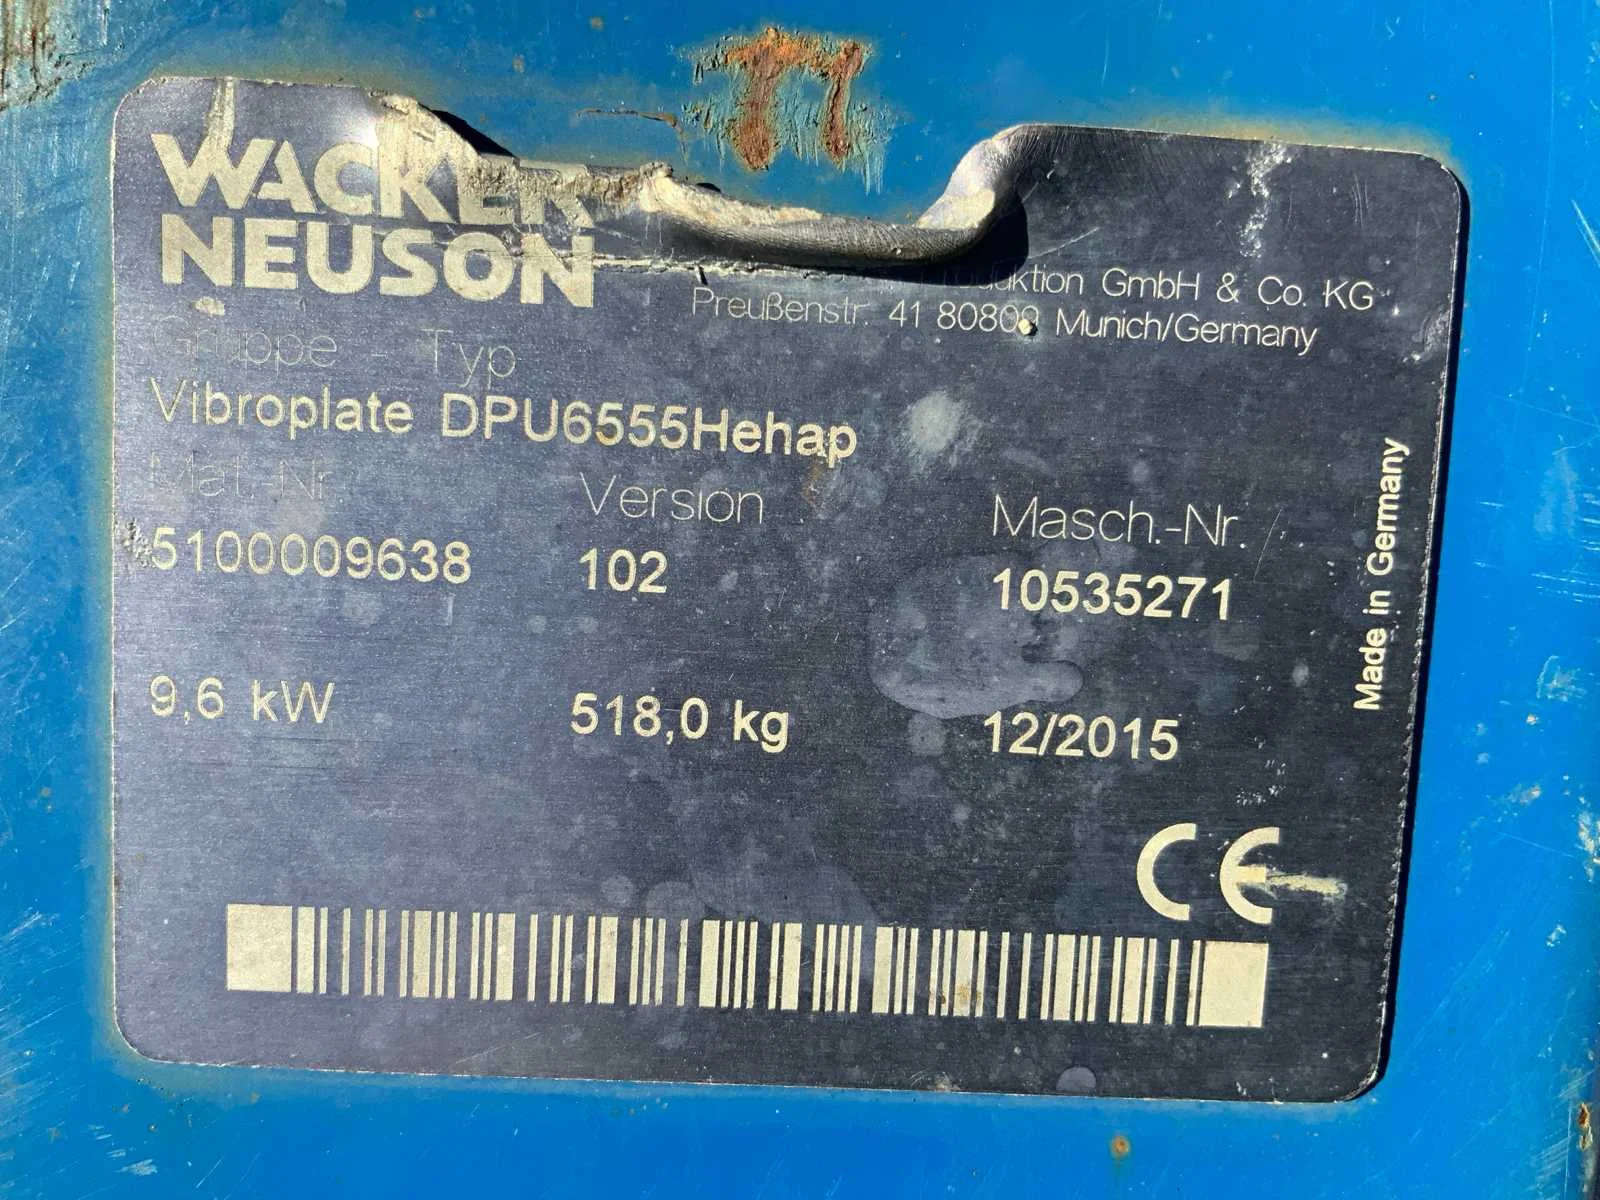 WACKER
NEUSON
GmbH & Co. KG
Preußenstr. 41 80809 Munich/Germany
Gruppe - Typ
Vibroplate DPU6555Hehap
Mat.-Nr.
Version
Masch.-Nr.
5100009638
102
10535271
9,6 kW
518,0 kg
12/2015
Made in Germany
CE